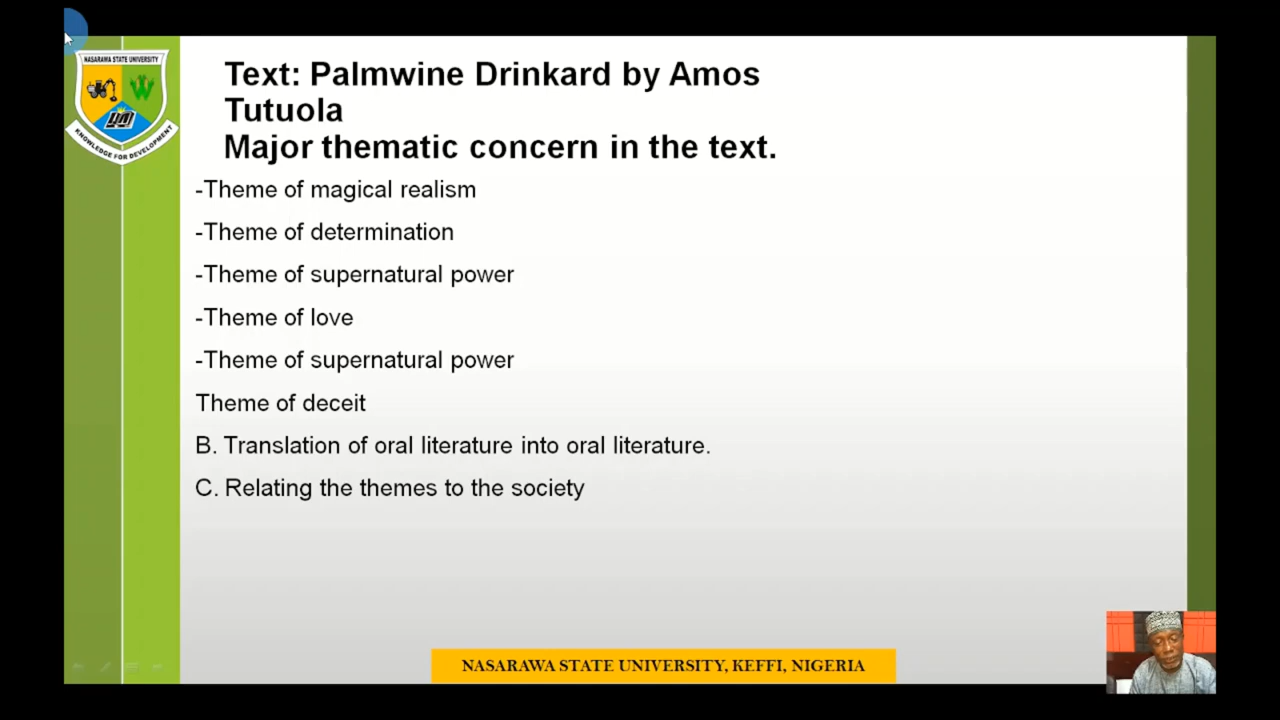 NASARAWA STATE UNIVERSITY
KNOWLEDGE FOR DEVELOPMENT
Text: Palmwine Drinkard by Amos
Tutuola
Major thematic concern in the text.
-Theme of magical realism
-Theme of determination
-Theme of supernatural power
-Theme of love
-Theme of supernatural power
Theme of deceit
B. Translation of oral literature into oral literature.
C. Relating the themes to the society
NASARAWA STATE UNIVERSITY, KEFFI, NIGERIA